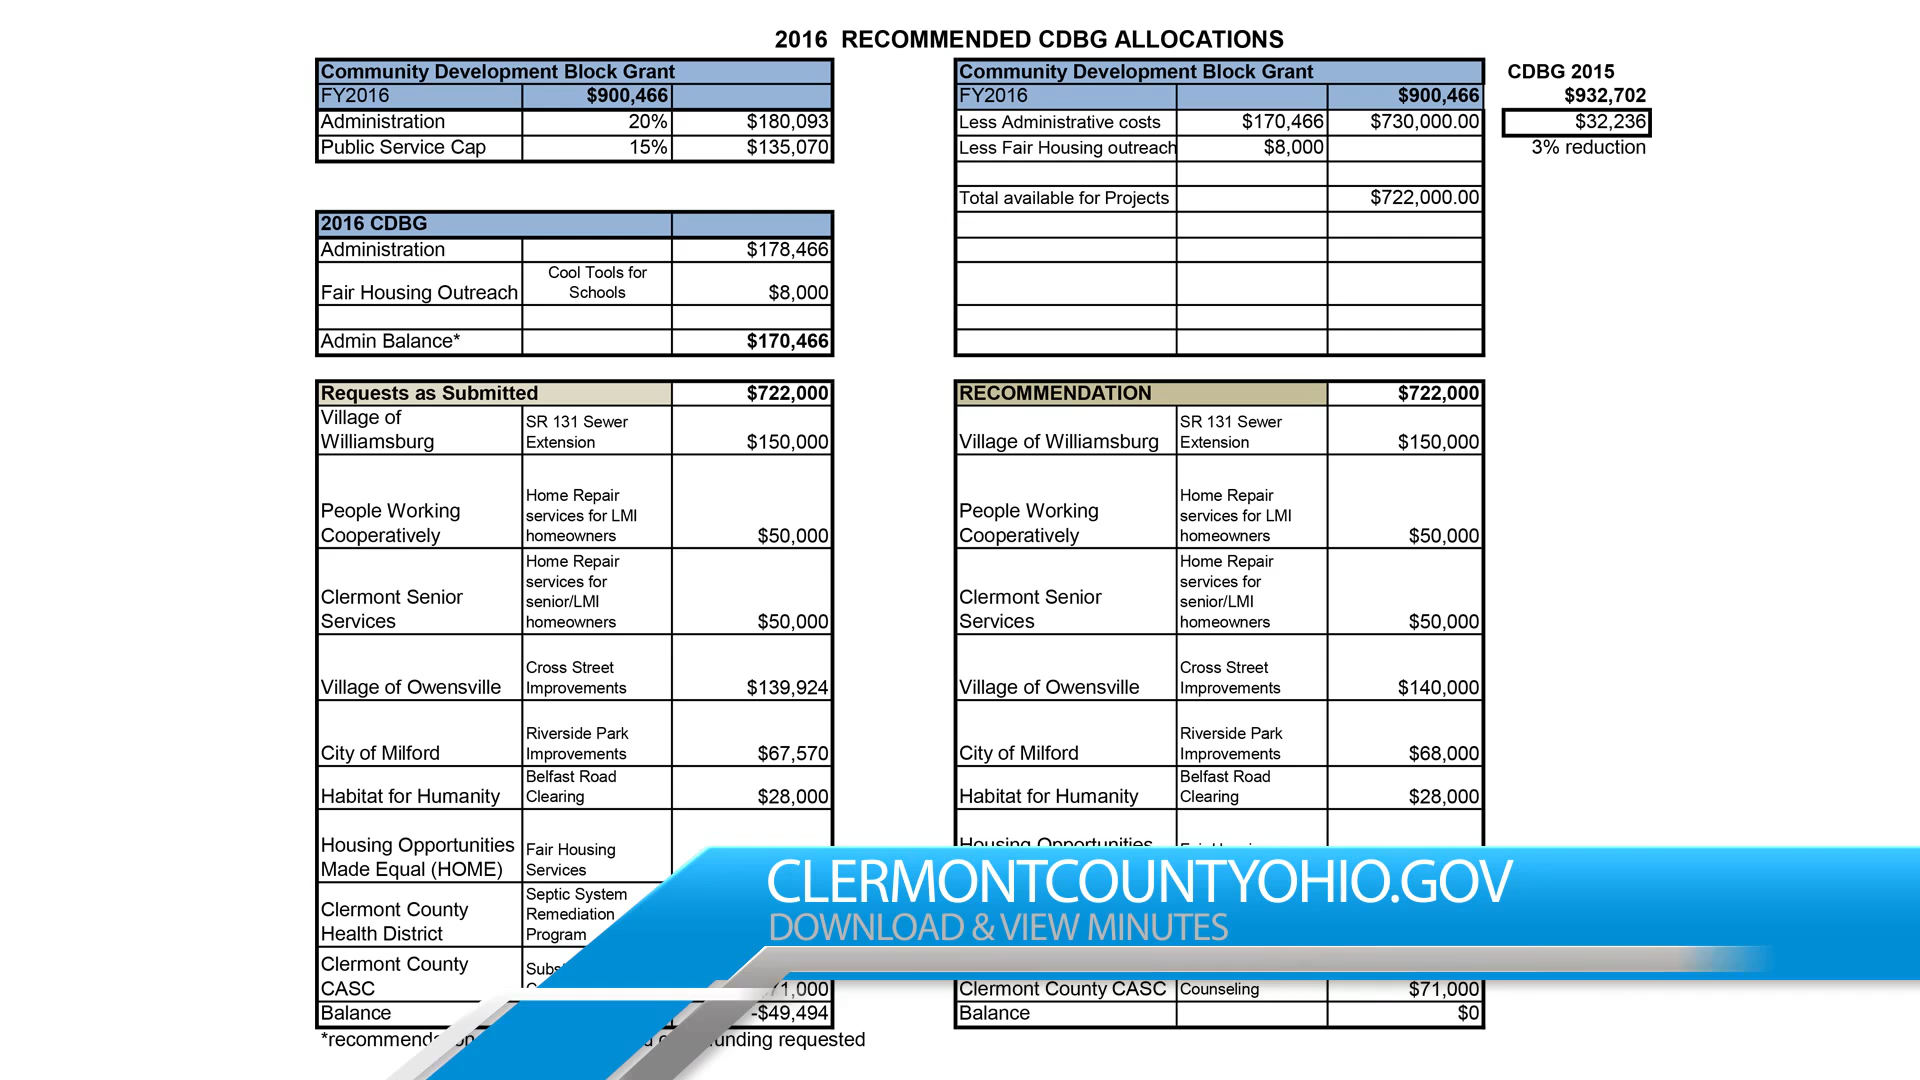 2016 RECOMMENDED CDBG ALLOCATIONS
Community Development Block Grant
FY2016 $900,466
Administration 20% $180,093
Public Service Cap 15% $135,070
2016 CDBG
Administration $178,466
Cool Tools for
Fair Housing Outreach Schools $8,000
Admin Balance* $170,466
Requests as Submitted $722,000
Village of
Williamsburg SR 131 Sewer Extension $150,000
People Working Cooperatively Home Repair services for LMI homeowners $50,000
Clermont Senior Services Home Repair services for senior/LMI homeowners $50,000
Village of Owensville Cross Street Improvements $139,924
City of Milford Riverside Park Improvements $67,570
Habitat for Humanity Belfast Road Clearing $28,000
Housing Opportunities Made Equal (HOME) Fair Housing Services
Clermont County Health District Septic System Remediation Program
Clermont County CASC
Balance -$49,494
funding requested
Community Development Block Grant
FY2016 $900,466
Less Administrative costs $170,466 $730,000.00
Less Fair Housing outreach $8,000
Total available for Projects $722,000.00
RECOMMENDATION $722,000
Village of Williamsburg SR 131 Sewer Extension $150,000
People Working Cooperatively Home Repair services for LMI homeowners $50,000
Clermont Senior Services Home Repair services for senior/LMI homeowners $50,000
Village of Owensville Cross Street Improvements $140,000
City of Milford Riverside Park Improvements $68,000
Habitat for Humanity Belfast Road Clearing $28,000
Housing Opportunities
Clermont County CASC Counseling $71,000
Balance $0
CDBG 2015
$932,702
$32,236
3% reduction
CLERMONTCOUNTYOHIO.GOV
DOWNLOAD & VIEW MINUTES